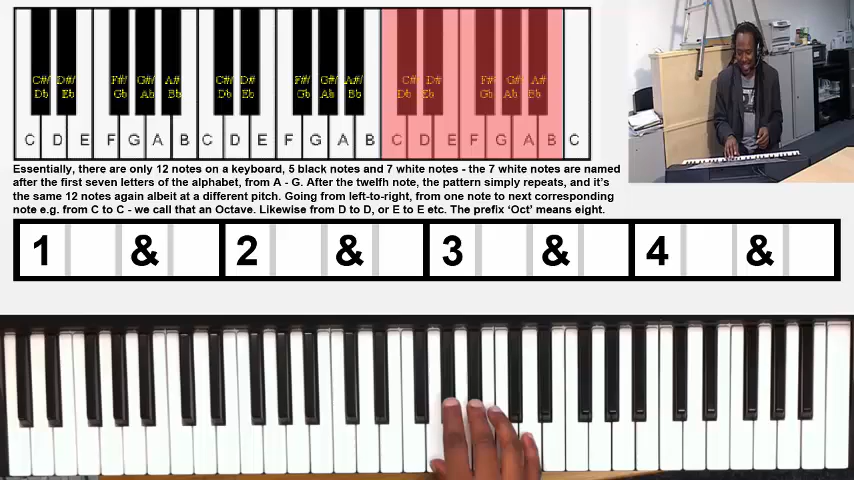 C#/ D#/ F#/ G#/ A#/ C#/ D# F#/ G#/ A#/ C# D# F#/ G#/ A#
Db Eb Gb Ab Bb Db Eb Gb Ab Bb Db Eb Gb Ab Bb
C D E F G A B C D E F G A B C D E F G A B C
Essentially, there are only 12 notes on a keyboard, 5 black notes and 7 white notes - the 7 white notes are named
after the first seven letters of the alphabet, from A - G. After the twelfh note, the pattern simply repeats, and it's
the same 12 notes again albeit at a different pitch. Going from left-to-right, from one note to next corresponding
note e.g. from C to C - we call that an Octave. Likewise from D to D, or E to E etc. The prefix 'Oct' means eight.
1 & 2 & 3 & 4 &